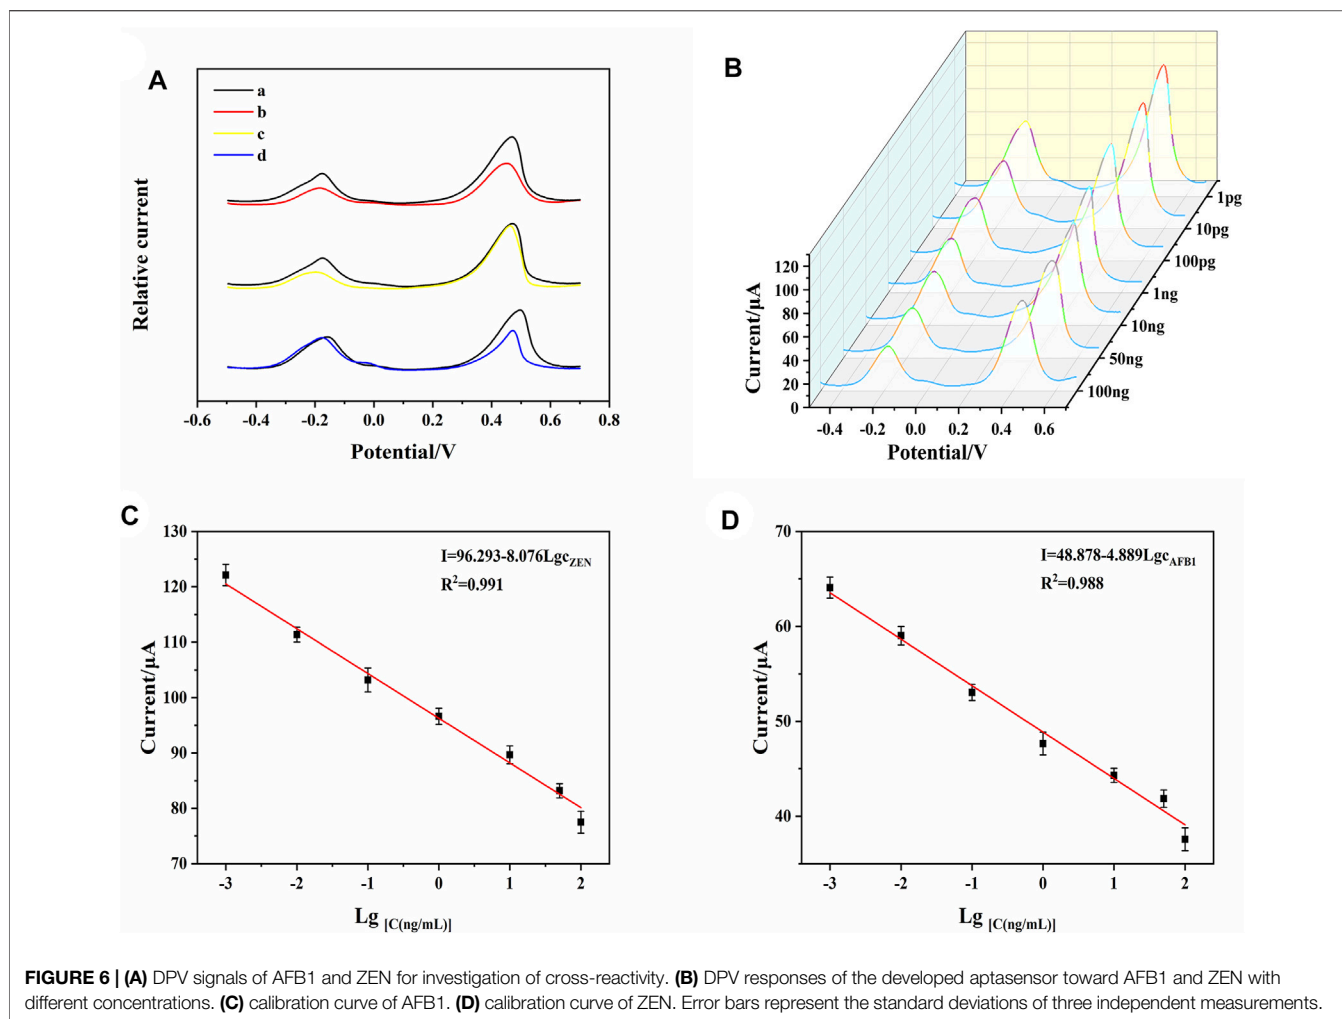 A
a
b
c
d
Relative current
-0.6 -0.4 -0.2 0.0 0.2 0.4 0.6 0.8
Potential/V
B
120
100
80
60
40
20
0
Current/μA
-0.4 -0.2 0.0 0.2 0.4 0.6
Potential/V
1pg
10pg
100pg
1ng
10ng
50ng
100ng
C
130
120
110
100
90
80
70
Current/μA
I=96.293-8.076Lgc_ZEN
R²=0.991
-3 -2 -1 0 1 2
Lg [C(ng/mL)]
D
70
60
50
40
Current/μA
I=48.878-4.889Lgc_AFB1
R²=0.988
-3 -2 -1 0 1 2
Lg [C(ng/mL)]
FIGURE 6 | (A) DPV signals of AFB1 and ZEN for investigation of cross-reactivity. (B) DPV responses of the developed aptasensor toward AFB1 and ZEN with
different concentrations. (C) calibration curve of AFB1. (D) calibration curve of ZEN. Error bars represent the standard deviations of three independent measurements.